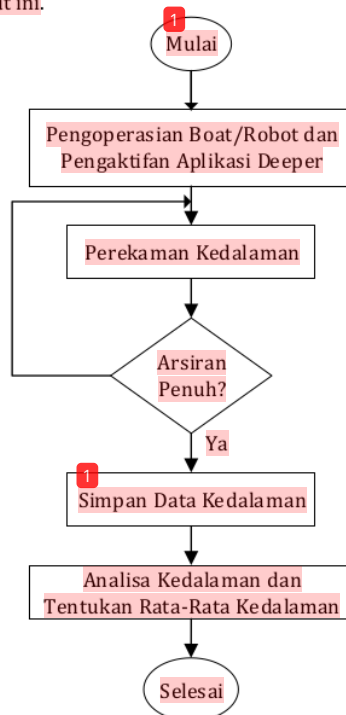 t ini.
1
Mulai
Pengoperasian Boat/Robot dan
Pengaktifan Aplikasi Deeper
Perekaman Kedalaman
Arsiran
Penuh?
Ya
1
Simpan Data Kedalaman
Analisa Kedalaman dan
Tentukan Rata-Rata Kedalaman
Selesai